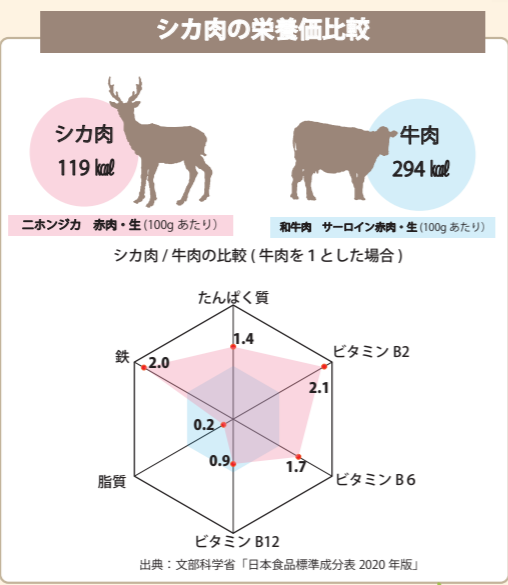 シカ肉の栄養価比較
シカ肉
119 ㎉
牛肉
294 ㎉
ニホンジカ 赤肉・生(100g あたり)
和牛肉 サーロイン赤肉・生(100g あたり)
シカ肉 / 牛肉の比較 ( 牛肉を 1 とした場合 )
たんぱく質
1.4
ビタミン B2
2.1
鉄
2.0
0.2
0.9
1.7
脂質
ビタミン B 6
ビタミン B12
出典：文部科学省「日本食品標準成分表 2020 年版」